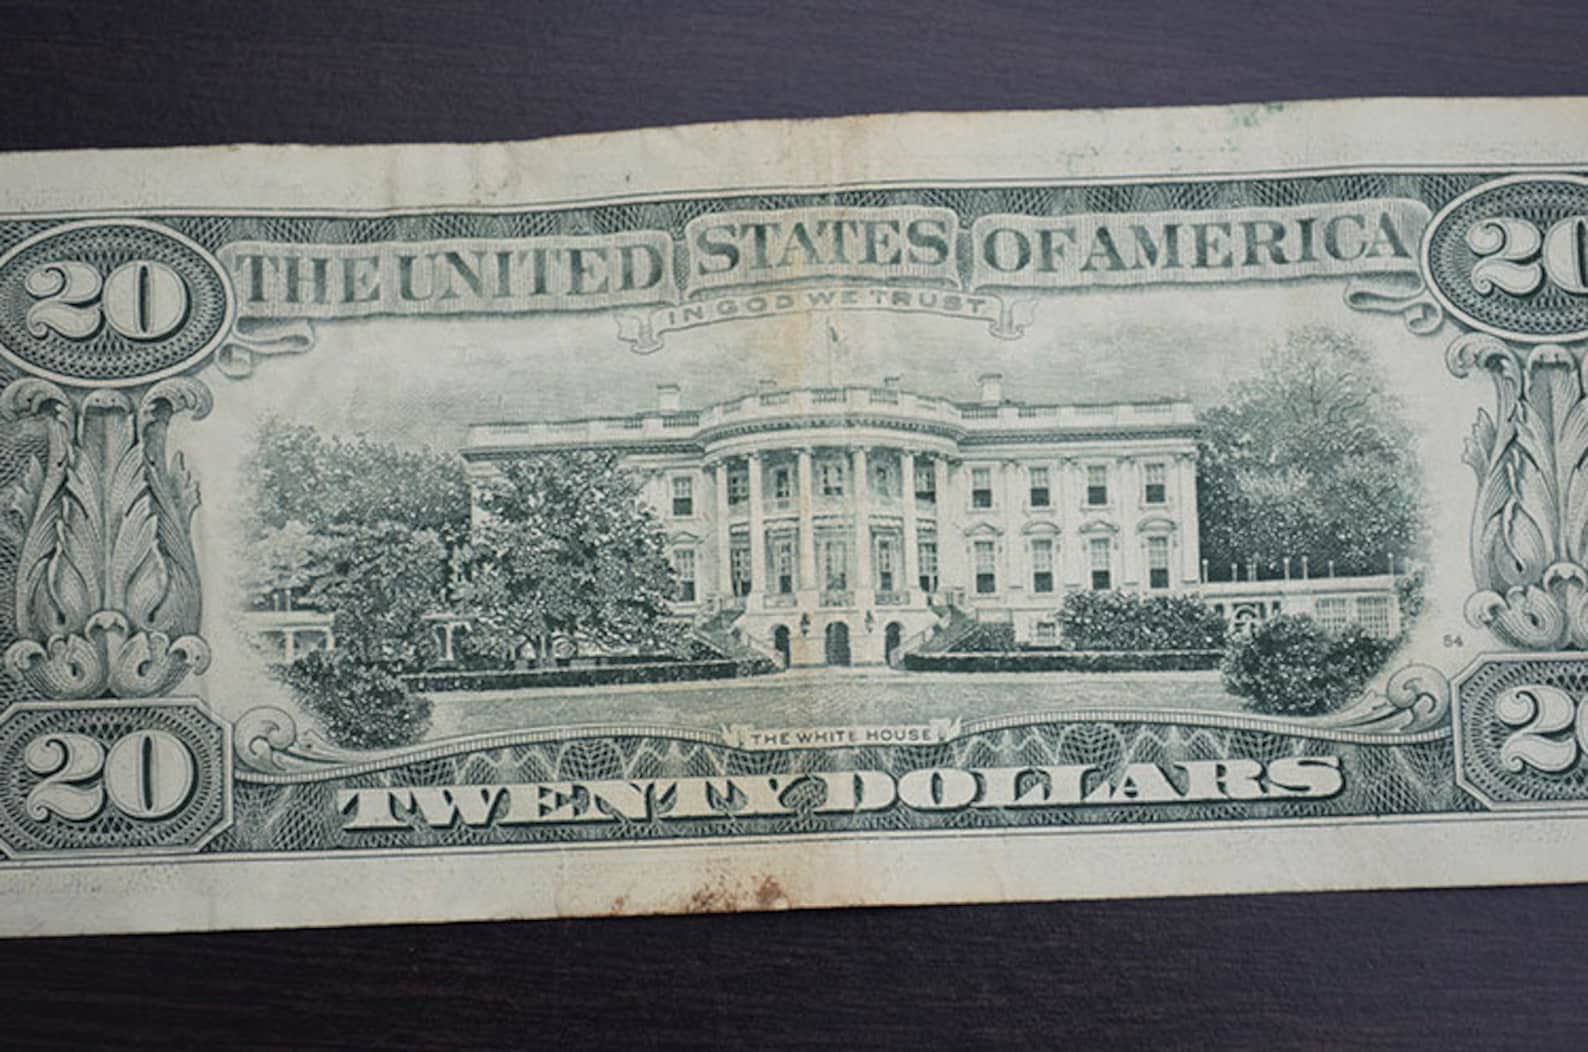 20 THE UNITED STATES OF AMERICA 20
IN GOD WE TRUST
54
THE WHITE HOUSE
20 TWENTY DOLLARS 20